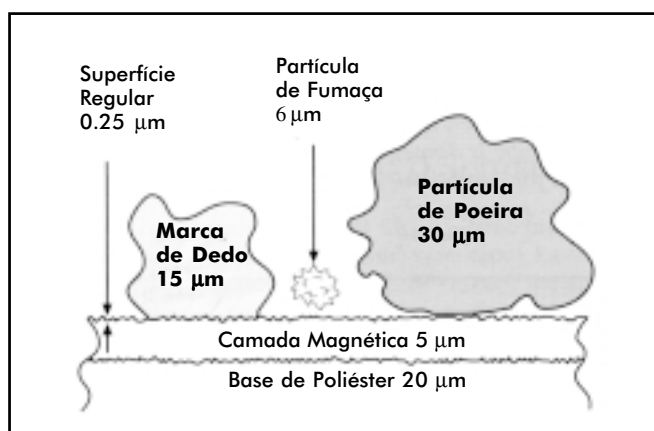 Superfície
Regular
0.25 μm
Partícula
de Fumaça
6 μm
Marca
de Dedo
15 μm
Partícula
de Poeira
30 μm
Camada Magnética 5 μm
Base de Poliéster 20 μm